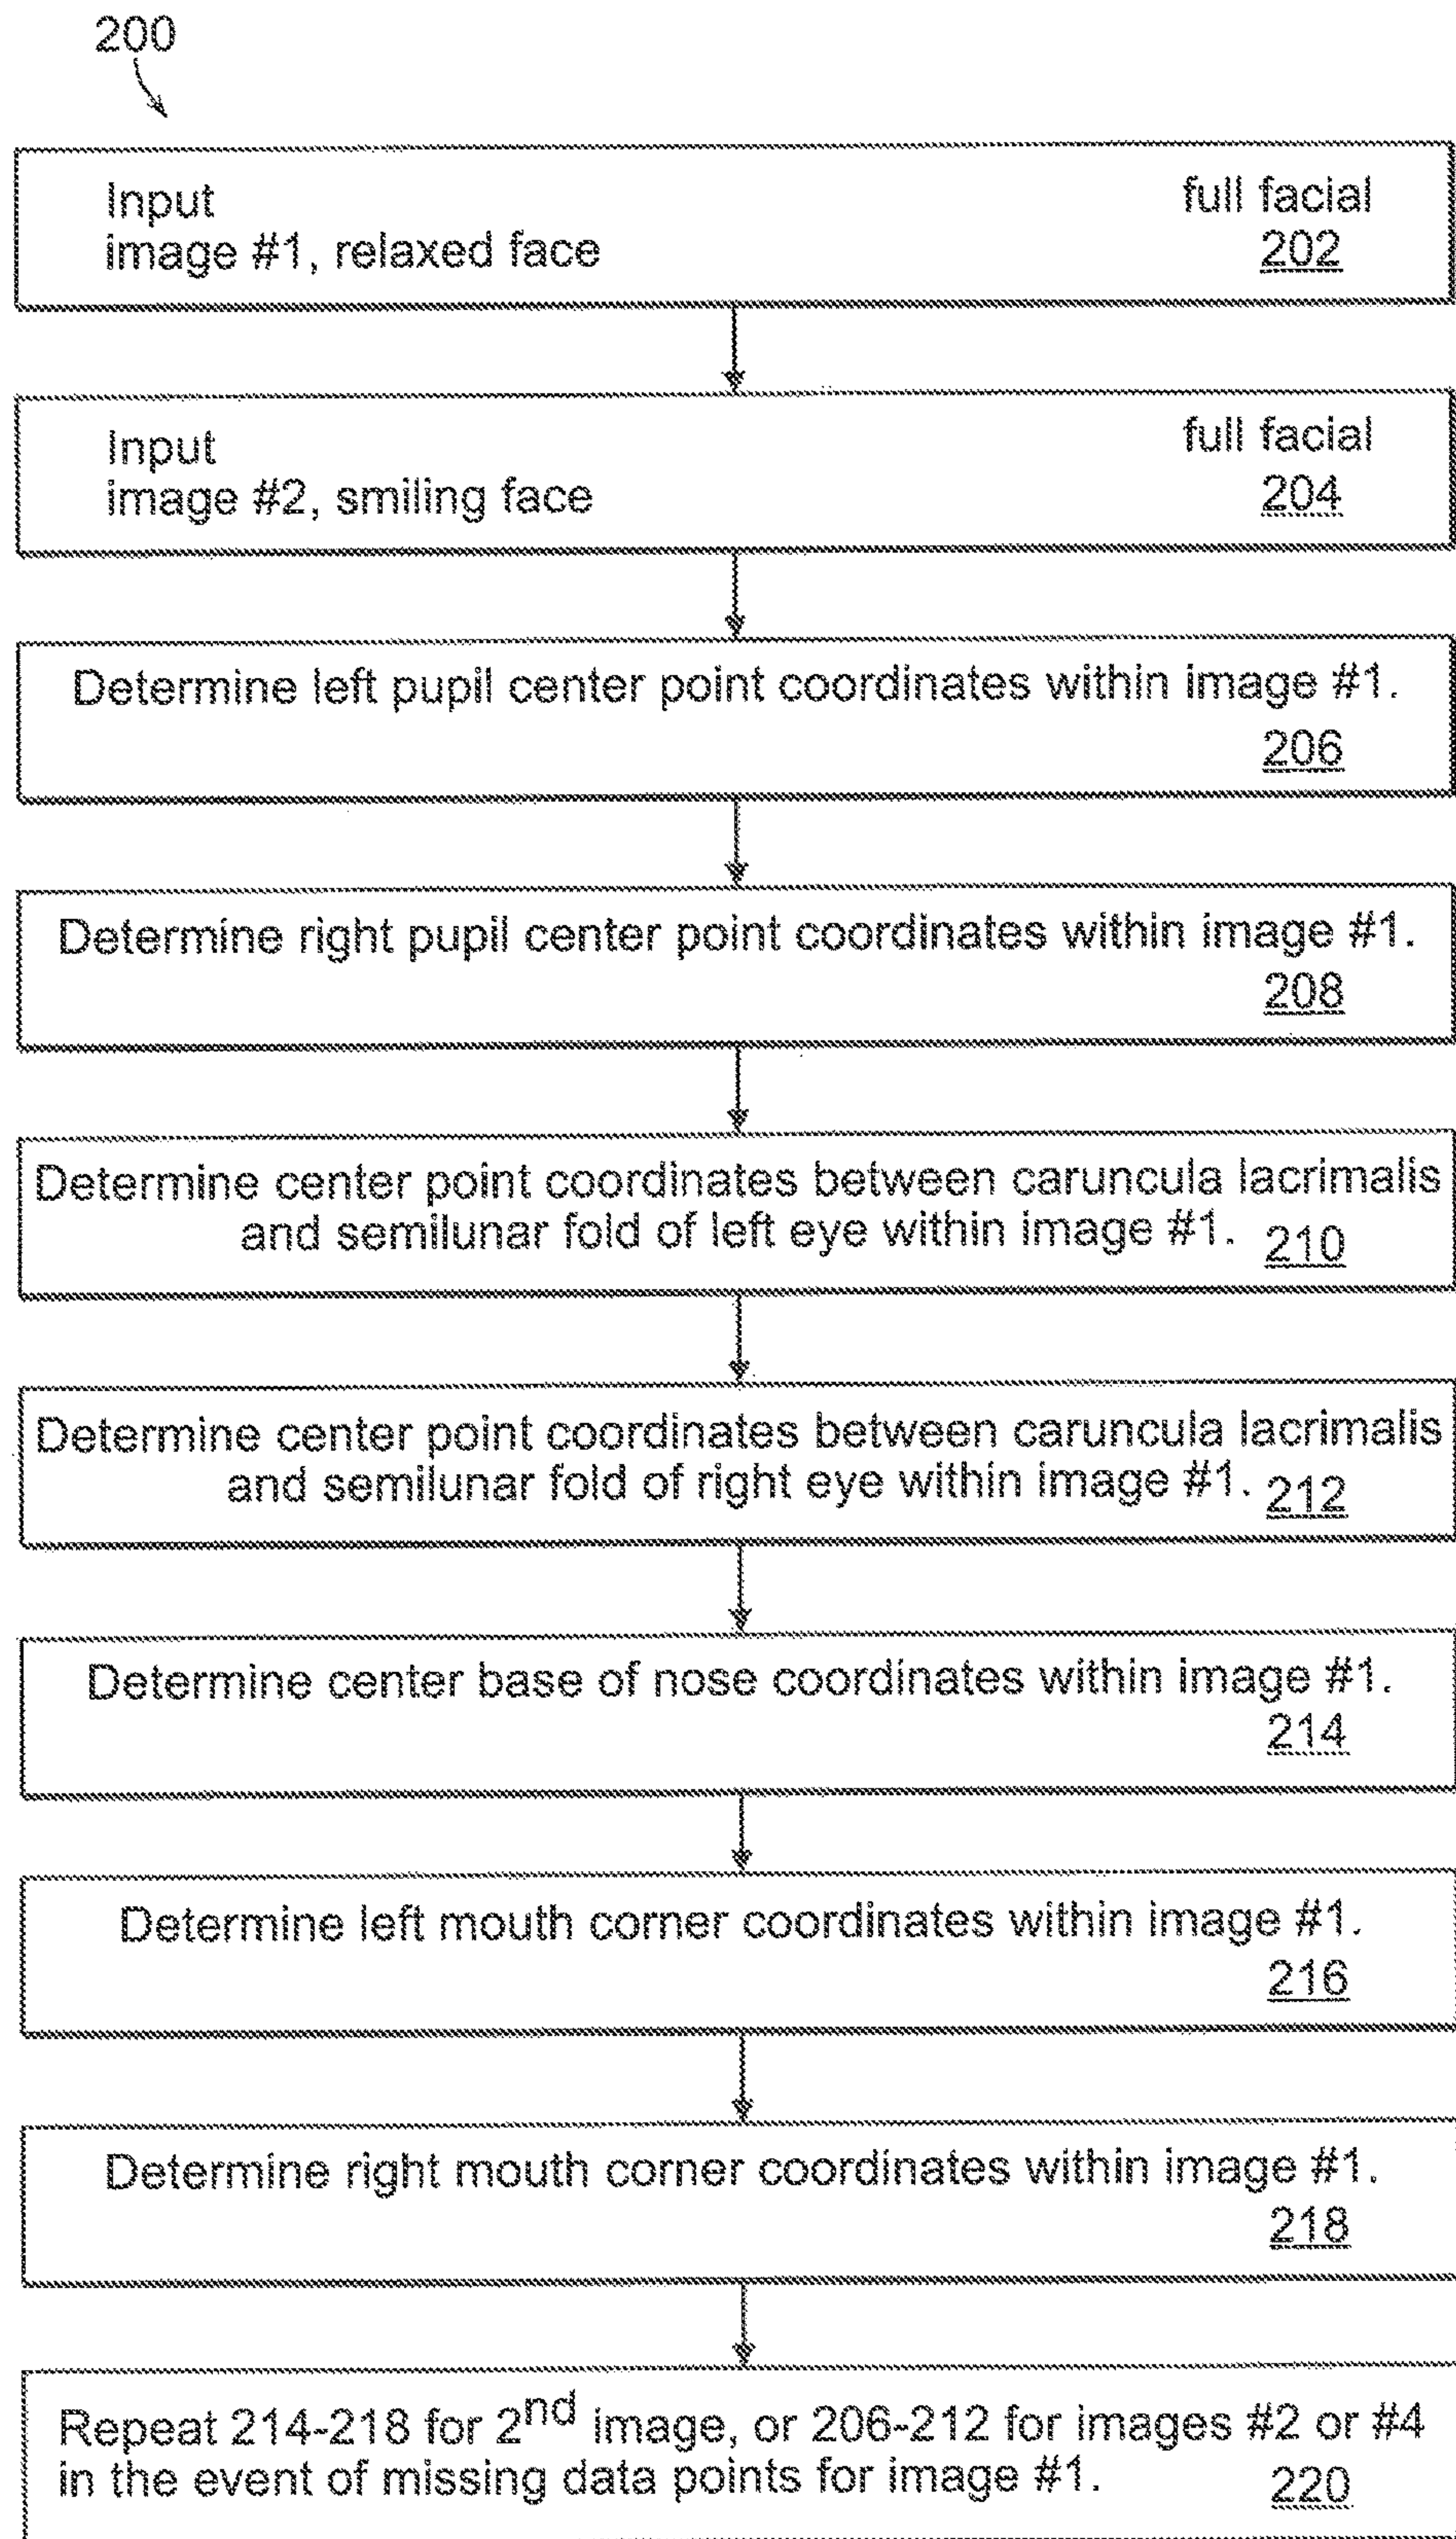 200
Input full facial
image #1, relaxed face 202
Input full facial
image #2, smiling face 204
Determine left pupil center point coordinates within image #1.
206
Determine right pupil center point coordinates within image #1.
208
Determine center point coordinates between caruncula lacrimalis
and semilunar fold of left eye within image #1. 210
Determine center point coordinates between caruncula lacrimalis
and semilunar fold of right eye within image #1. 212
Determine center base of nose coordinates within image #1.
214
Determine left mouth corner coordinates within image #1.
216
Determine right mouth corner coordinates within image #1.
218
Repeat 214-218 for 2nd image, or 206-212 for images #2 or #4
in the event of missing data points for image #1. 220